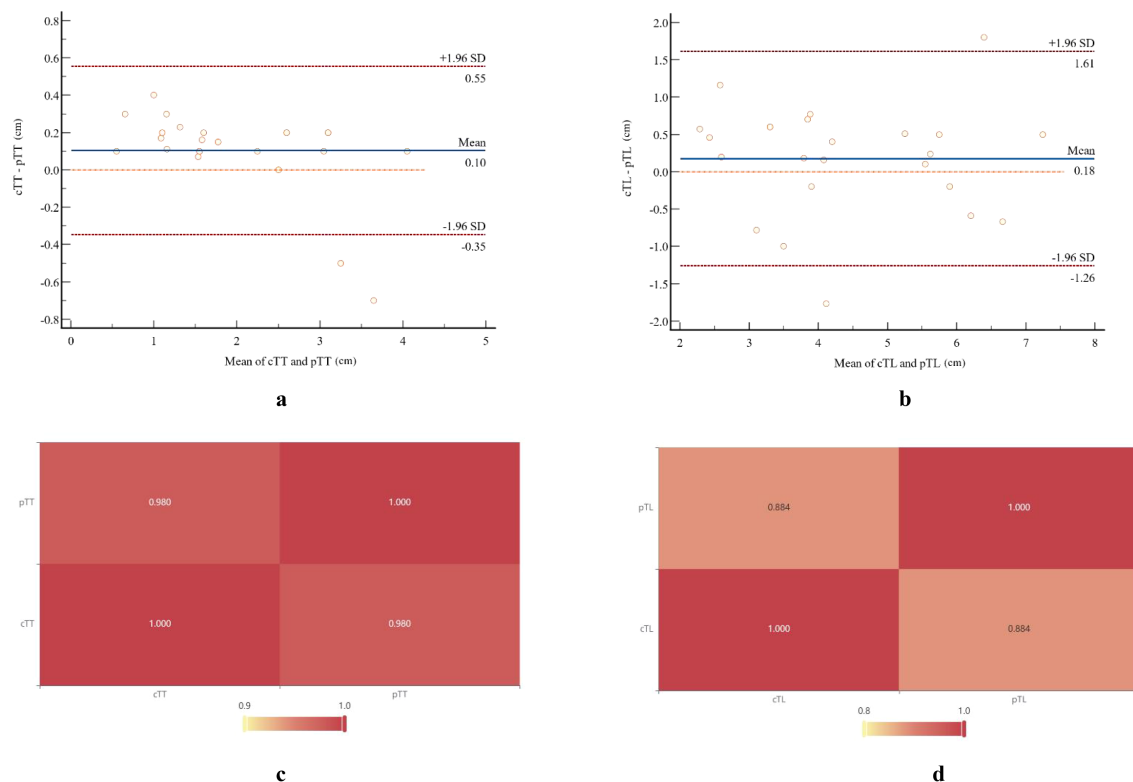 0.8
0.6
0.4
0.2
0.0
-0.2
-0.4
-0.6
-0.8
cTT - pTT (cm)
+1.96 SD
0.55
Mean
0.10
-1.96 SD
-0.35
0 1 2 3 4 5
Mean of cTT and pTT (cm)
a
2.0
1.5
1.0
0.5
0.0
-0.5
-1.0
-1.5
-2.0
cTL - pTL (cm)
+1.96 SD
1.61
Mean
0.18
-1.96 SD
-1.26
2 3 4 5 6 7 8
Mean of cTL and pTL (cm)
b
pTT
0.980 1.000
cTT
1.000 0.980
cTT pTT
0.9 1.0
c
pTL
0.884 1.000
cTL
1.000 0.884
cTL pTL
0.8 1.0
d